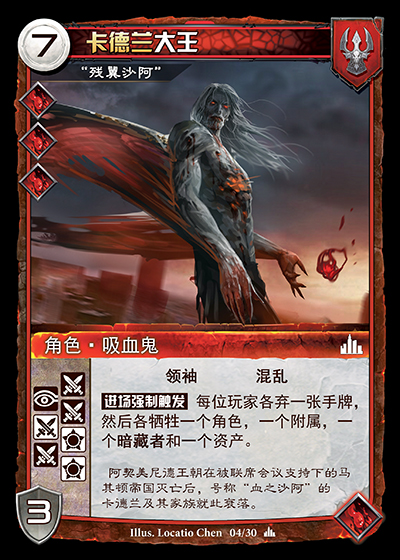 7
卡德兰大王
“残翼沙阿”
角色·吸血鬼
领袖 混乱
进场强制触发 每位玩家各弃一张手牌，
然后各牺牲一个角色，一个附属，一
个暗藏者和一个资产。
阿契美尼德王朝在被联席会议支持下的马
其顿帝国灭亡后，号称“血之沙阿”的
卡德兰及其家族就此衰落。
3
Illus. Locatio Chen 04/30